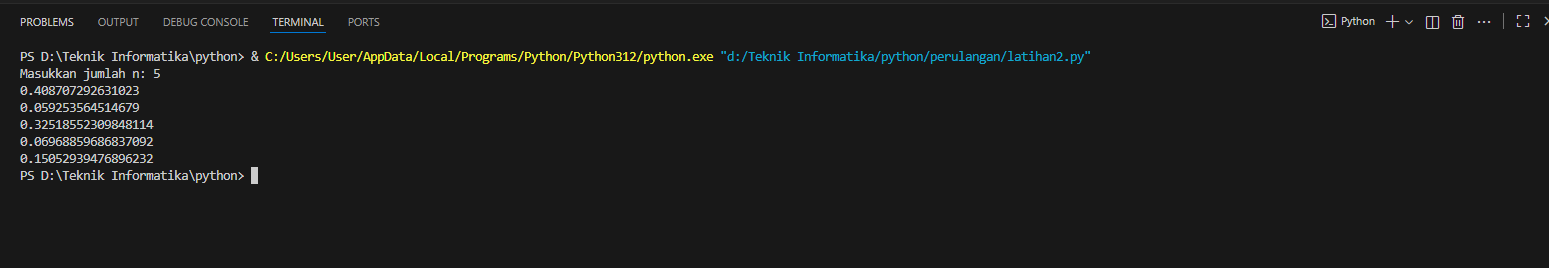 PROBLEMS OUTPUT DEBUG CONSOLE TERMINAL PORTS Python
PS D:\Teknik Informatika\python> & C:/Users/User/AppData/Local/Programs/Python/Python312/python.exe "d:/Teknik Informatika/python/perulangan/latihan2.py"
Masukkan jumlah n: 5
0.408707292631023
0.059253564514679
0.32518552309848114
0.06968859686837092
0.15052939476896232
PS D:\Teknik Informatika\python>